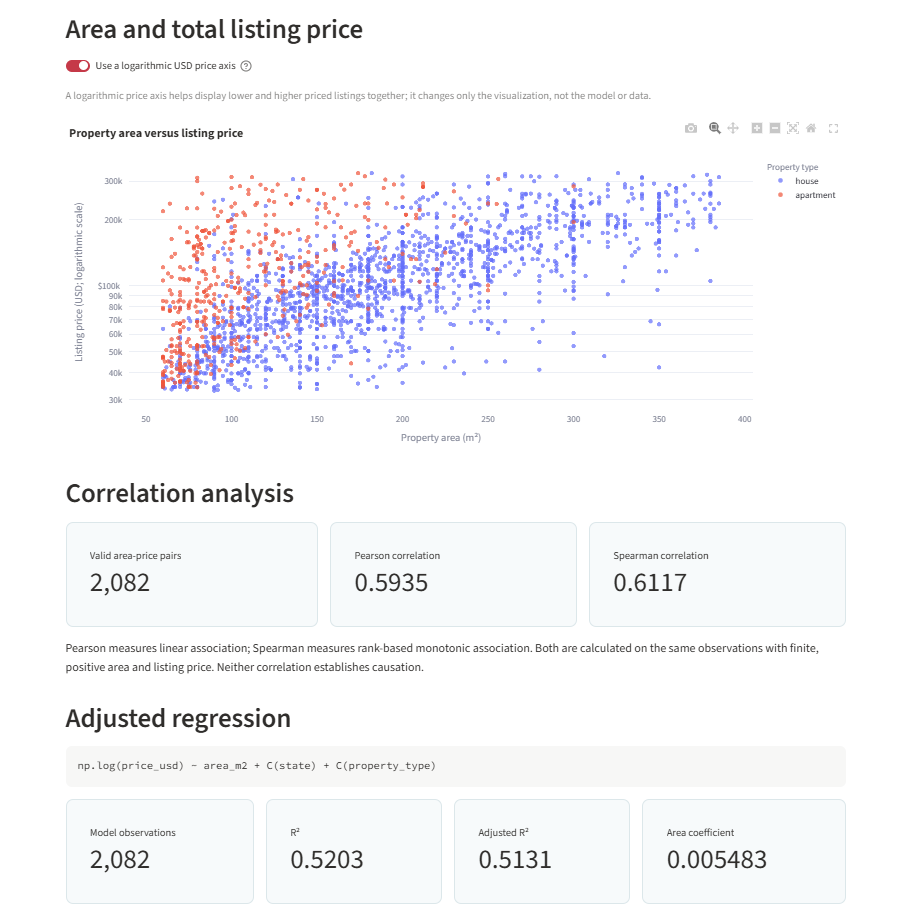 Area and total listing price
Use a logarithmic USD price axis
A logarithmic price axis helps display lower and higher priced listings together; it changes only the visualization, not the model or data.
Property area versus listing price
Property type
house
apartment
Listing price (USD; logarithmic scale)
300k
200k
$100k
90k
80k
70k
60k
50k
40k
30k
50 100 150 200 250 300 350 400
Property area (m²)
Correlation analysis
Valid area-price pairs Pearson correlation Spearman correlation
2,082 0.5935 0.6117
Pearson measures linear association; Spearman measures rank-based monotonic association. Both are calculated on the same observations with finite,
positive area and listing price. Neither correlation establishes causation.
Adjusted regression
np.log(price_usd) ~ area_m2 + C(state) + C(property_type)
Model observations R² Adjusted R² Area coefficient
2,082 0.5203 0.5131 0.005483